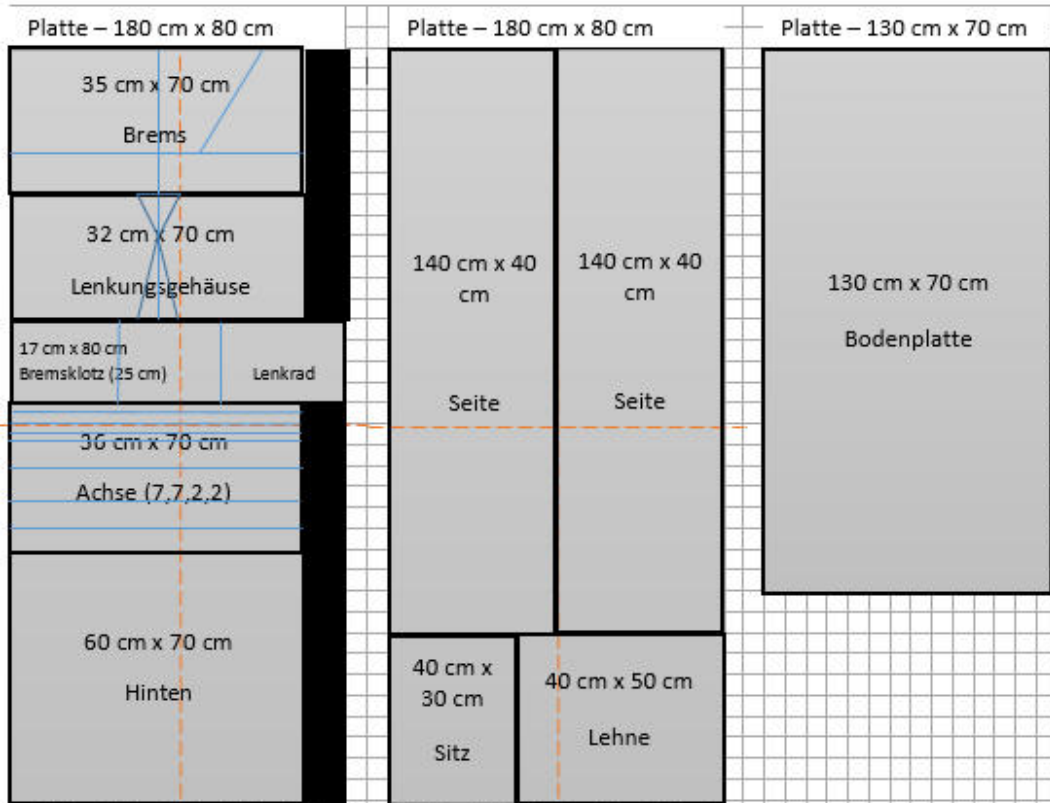 Platte – 180 cm x 80 cm
35 cm x 70 cm
Brems
32 cm x 70 cm
Lenkungsgehäuse
17 cm x 80 cm
Bremsklotz (25 cm)
Lenkrad
36 cm x 70 cm
Achse (7,7,2,2)
60 cm x 70 cm
Hinten
Platte – 180 cm x 80 cm
140 cm x 40
cm
Seite
140 cm x 40
cm
Seite
40 cm x
30 cm
Sitz
40 cm x 50 cm
Lehne
Platte – 130 cm x 70 cm
130 cm x 70 cm
Bodenplatte